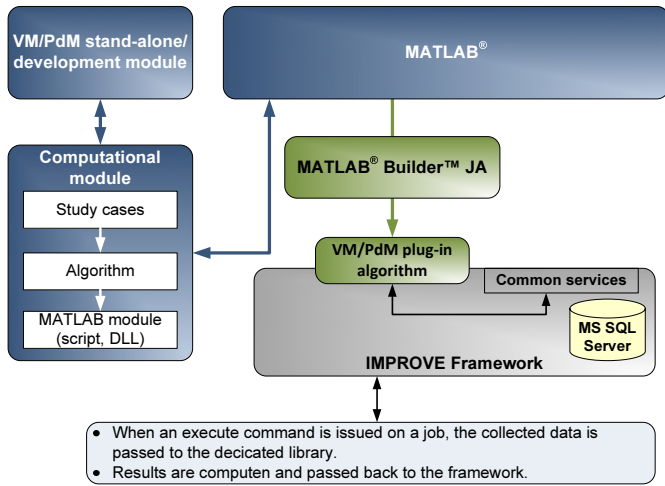 VM/PdM stand-alone/
development module
MATLAB®
Computational
module
Study cases
Algorithm
MATLAB module
(script, DLL)
MATLAB® Builder™ JA
VM/PdM plug-in
algorithm
Common services
MS SQL
Server
IMPROVE Framework
• When an execute command is issued on a job, the collected data is
passed to the decicated library.
• Results are computen and passed back to the framework.